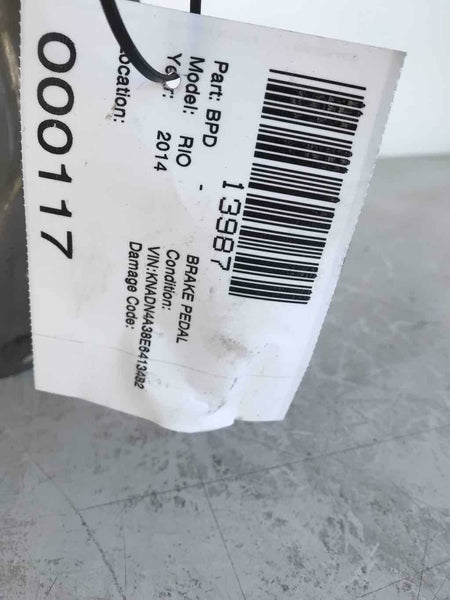 13987
Part: BPD -
Model: RIO
Year: 2014
BRAKE PEDAL
Condition:
VIN:KNADN4A38E6413482
Damage Code:
Location:
000117